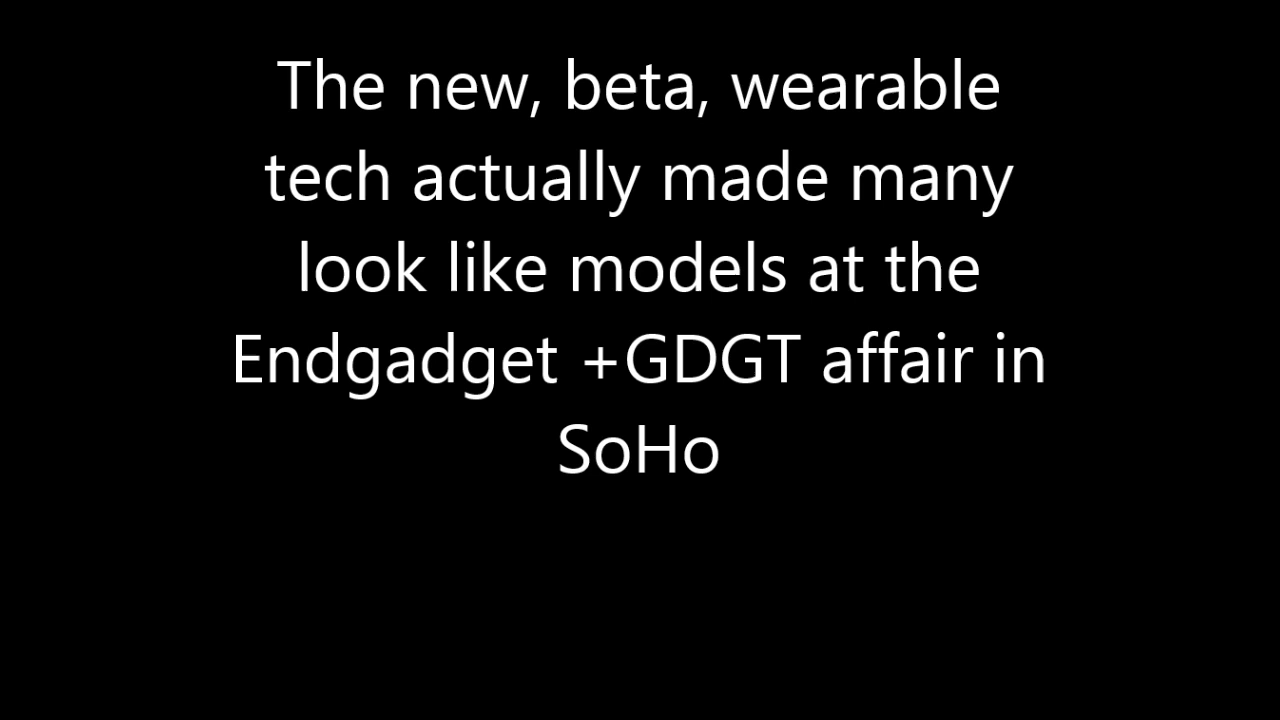 The new, beta, wearable
tech actually made many
look like models at the
Endgadget +GDGT affair in
SoHo